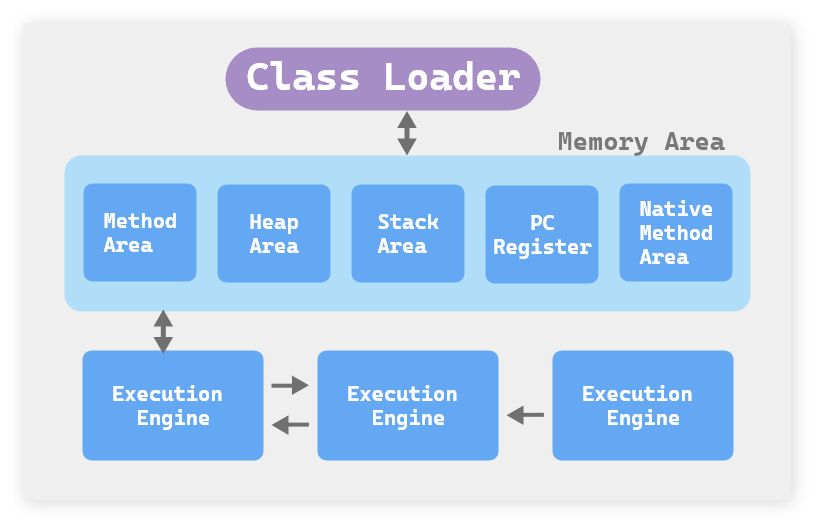 Class Loader
Memory Area
Method
Area
Heap
Area
Stack
Area
PC
Register
Native
Method
Area
Execution
Engine
Execution
Engine
Execution
Engine